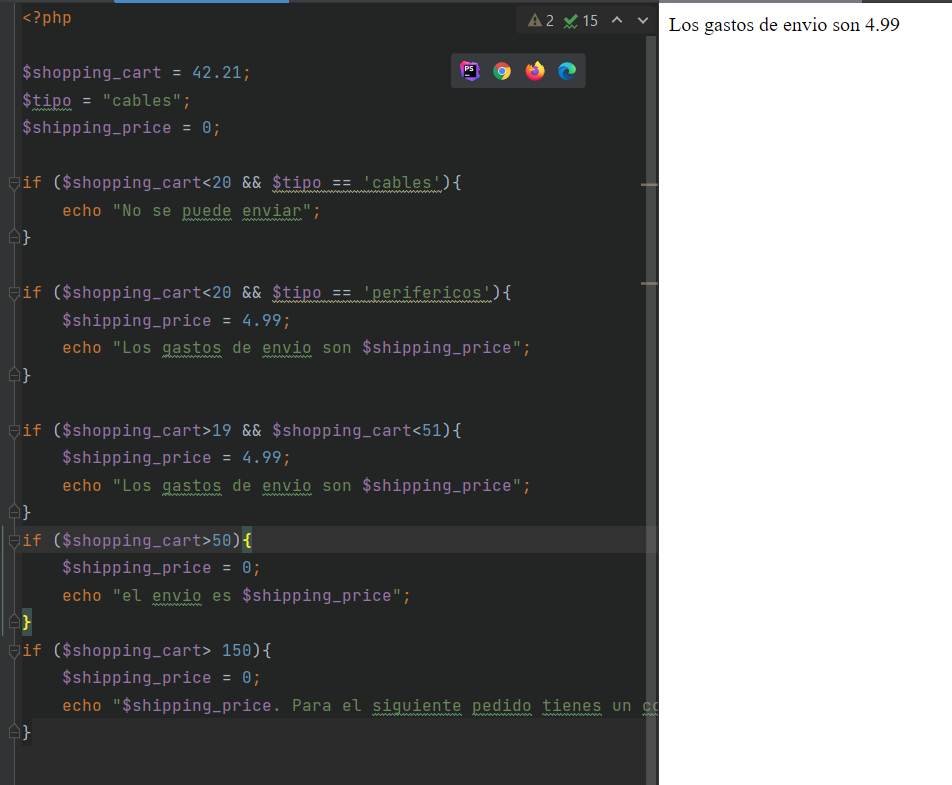 <?php
2 15
Los gastos de envio son 4.99
$shopping_cart = 42.21;
PS
$tipo = "cables";
$shipping_price = 0;
if ($shopping_cart<20 && $tipo == 'cables'){
echo "No se puede enviar";
}
if ($shopping_cart<20 && $tipo == 'perifericos'){
$shipping_price = 4.99;
echo "Los gastos de envio son $shipping_price";
}
if ($shopping_cart>19 && $shopping_cart<51){
$shipping_price = 4.99;
echo "Los gastos de envio son $shipping_price";
}
if ($shopping_cart>50){
$shipping_price = 0;
echo "el envio es $shipping_price";
}
if ($shopping_cart> 150){
$shipping_price = 0;
echo "$shipping_price. Para el siguiente pedido tienes un
}